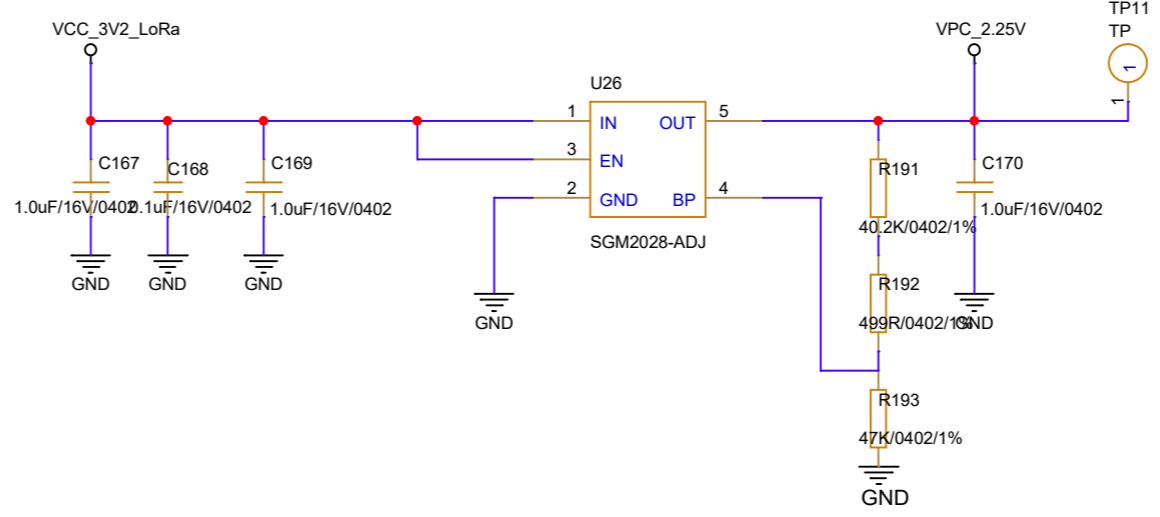 TP11
VCC_3V2_LoRa
VPC_2.25V
TP
1
1
U26
1
IN
OUT
5
3
EN
C167
C168
C169
R191
C170
2
GND
BP
4
1.0uF/16V/0402
0.1uF/16V/0402
1.0uF/16V/0402
1.0uF/16V/0402
40.2K/0402/1%
SGM2028-ADJ
GND
GND
GND
R192
GND
499R/0402/1%
GND
R193
47K/0402/1%
GND